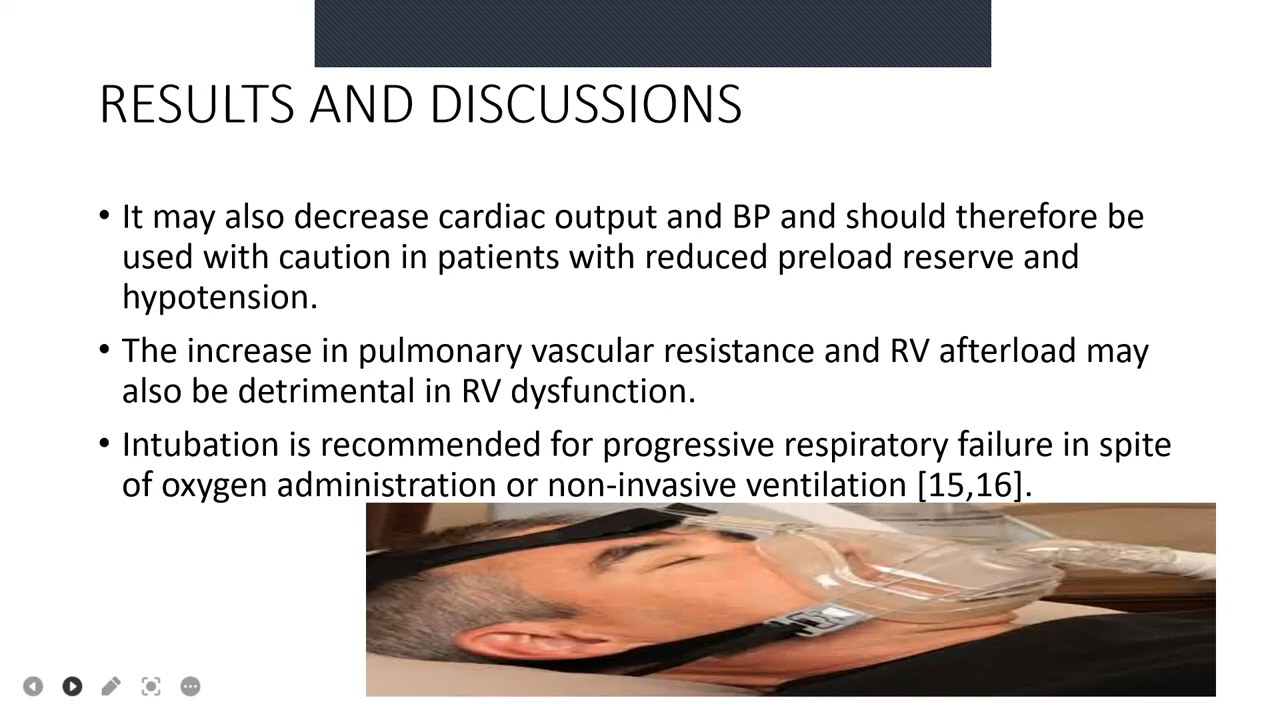 RESULTS AND DISCUSSIONS
• It may also decrease cardiac output and BP and should therefore be
used with caution in patients with reduced preload reserve and
hypotension.
• The increase in pulmonary vascular resistance and RV afterload may
also be detrimental in RV dysfunction.
• Intubation is recommended for progressive respiratory failure in spite
of oxygen administration or non-invasive ventilation [15,16].